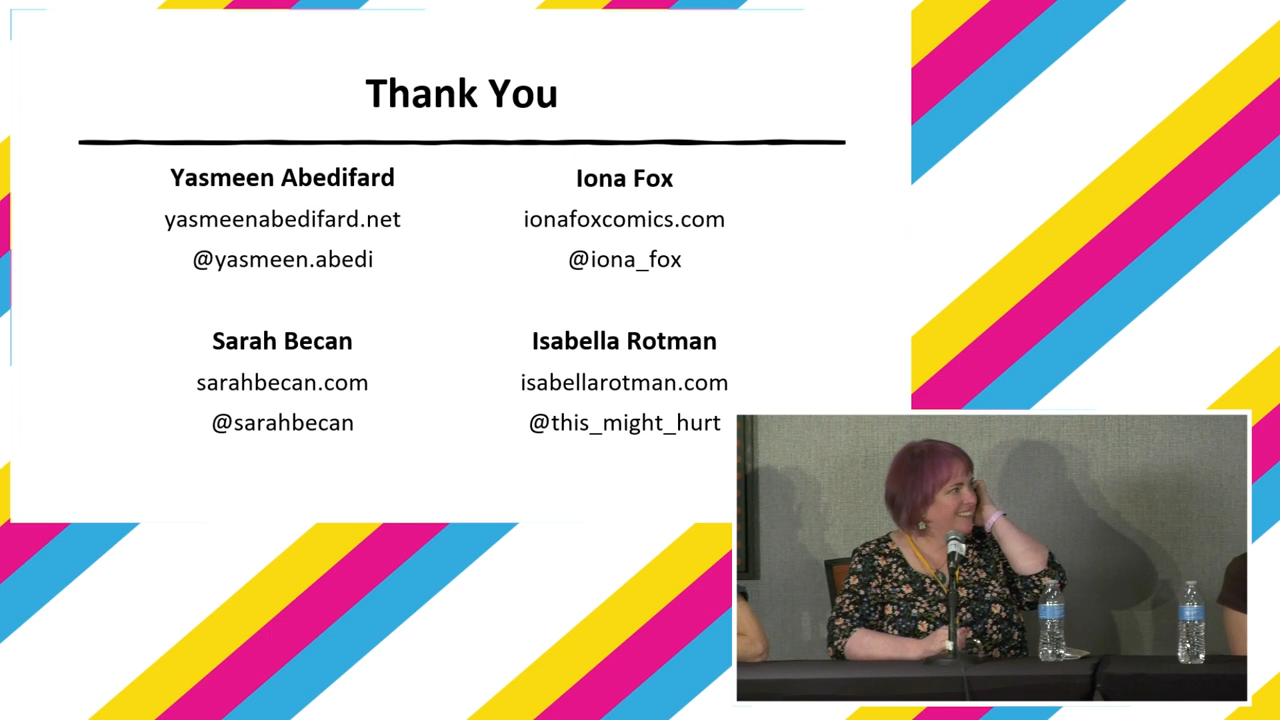 Thank You
Yasmeen Abedifard
yasmeenabedifard.net
@yasmeen.abedi
Iona Fox
ionafoxcomics.com
@iona_fox
Sarah Becan
sarahbecan.com
@sarahbecan
Isabella Rotman
isabellarotman.com
@this_might_hurt